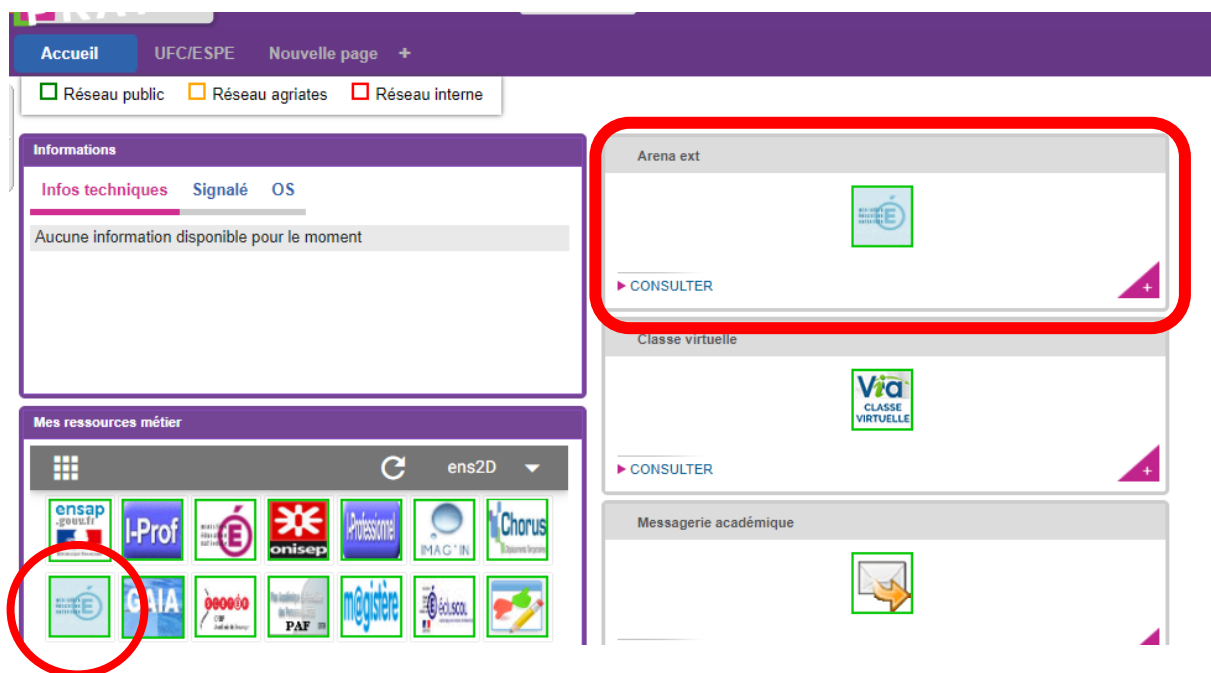 Accueil UFC/ESPE Nouvelle page +
Réseau public Réseau agriates Réseau interne
Informations
Infos techniques Signalé OS
Aucune information disponible pour le moment
Arena ext
CONSULTER
+
Classe virtuelle
Via
CLASSE
VIRTUELLE
CONSULTER
+
Messagerie académique
Mes ressources métier
ens2D
ensap
.gouv.fr
I-Prof
onisep
I-Professionnel
IMAG'IN
Chorus
GAIA
PAF
m@gistère
éduscol